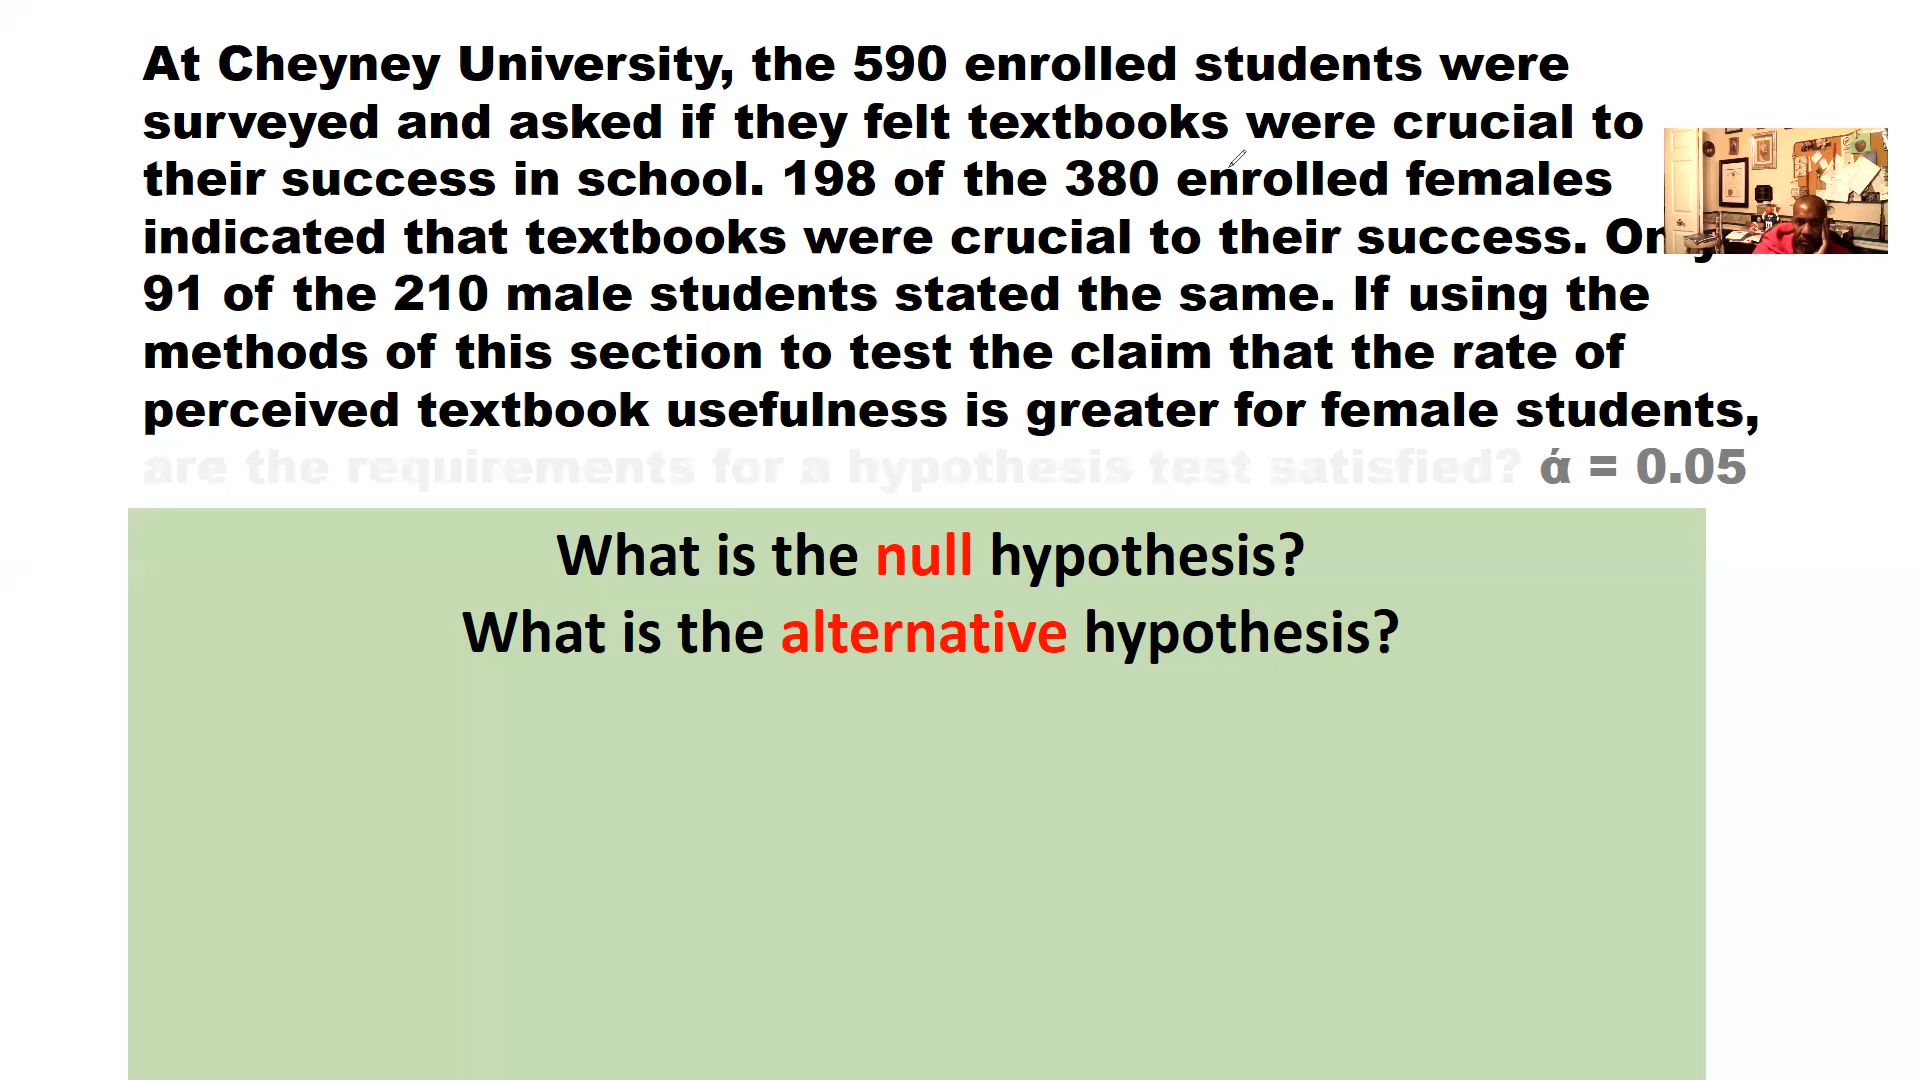 At Cheyney University, the 590 enrolled students were
surveyed and asked if they felt textbooks were crucial to
their success in school. 198 of the 380 enrolled females
indicated that textbooks were crucial to their success.
91 of the 210 male students stated the same. If using the
methods of this section to test the claim that the rate of
perceived textbook usefulness is greater for female students,
are the requirements for a hypothesis test satisfied? ά = 0.05
What is the null hypothesis?
What is the alternative hypothesis?